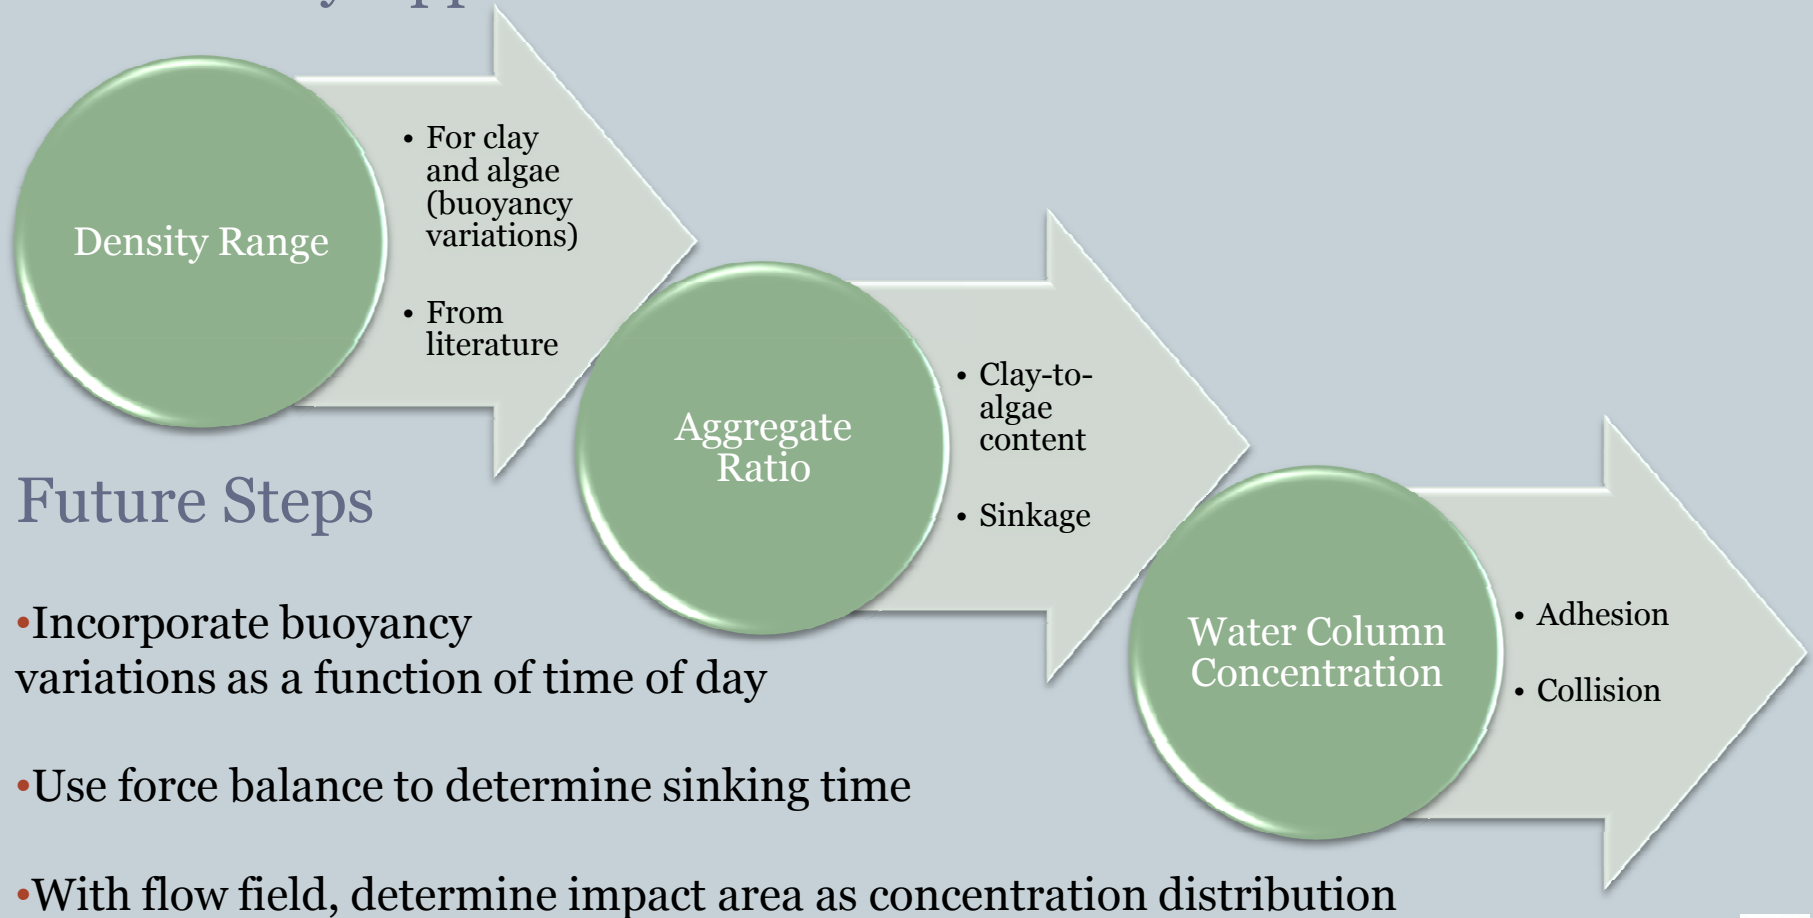 Density Range
• For clay
and algae
(buoyancy
variations)
• From
literature
Aggregate
Ratio
• Clay-to-
algae
content
• Sinkage
Water Column
Concentration
• Adhesion
• Collision
Future Steps
•Incorporate buoyancy
variations as a function of time of day
•Use force balance to determine sinking time
•With flow field, determine impact area as concentration distribution